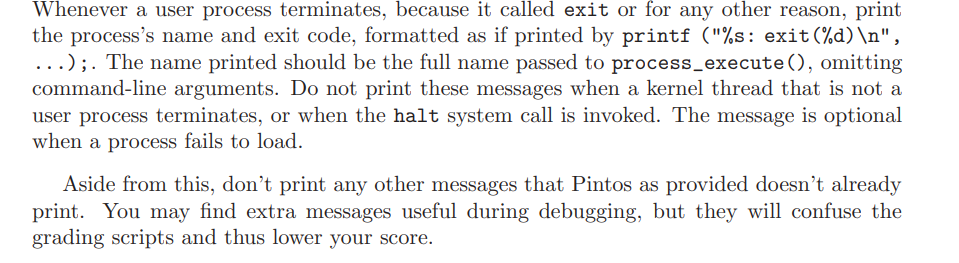 Whenever a user process terminates, because it called exit or for any other reason, print
the process's name and exit code, formatted as if printed by printf ("%s: exit(%d)\n",
...);. The name printed should be the full name passed to process_execute(), omitting
command-line arguments. Do not print these messages when a kernel thread that is not a
user process terminates, or when the halt system call is invoked. The message is optional
when a process fails to load.
Aside from this, don't print any other messages that Pintos as provided doesn't already
print. You may find extra messages useful during debugging, but they will confuse the
grading scripts and thus lower your score.